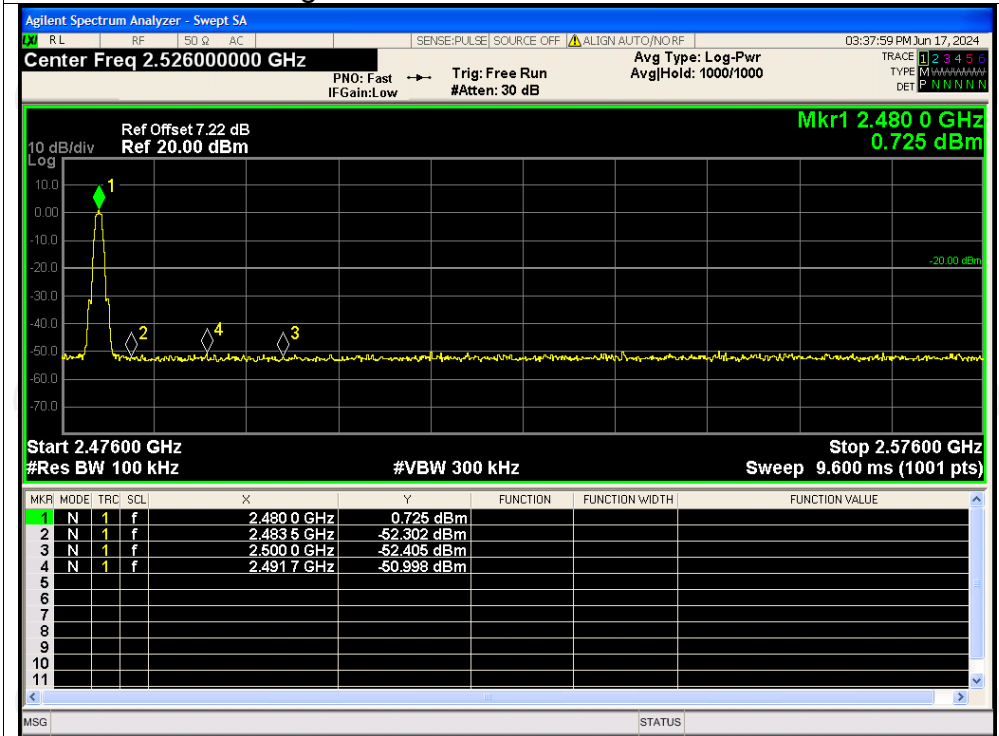 Agilent Spectrum Analyzer - Swept SA
LXI RL RF 50 Ω AC SENSE:PULSE SOURCE OFF ALIGN AUTO/NO RF 03:37:59 PM Jun 17, 2024
Center Freq 2.526000000 GHz
PNO: Fast
IFGain:Low
Trig: Free Run
#Atten: 30 dB
Avg Type: Log-Pwr
Avg|Hold: 1000/1000
TRACE 1 2 3 4 5 6
TYPE M W W W W W
DET P N N N N N
Mkr1 2.480 0 GHz
0.725 dBm
Ref Offset 7.22 dB
10 dB/div Ref 20.00 dBm
Log
10.0
0.00
-10.0
-20.0
-30.0
-40.0
-50.0
-60.0
-70.0
1
2
4
3
-20.00 dBm
Start 2.47600 GHz Stop 2.57600 GHz
#Res BW 100 kHz #VBW 300 kHz Sweep 9.600 ms (1001 pts)
MKR MODE TRC SCL X Y FUNCTION FUNCTION WIDTH FUNCTION VALUE
1 N 1 f 2.480 0 GHz 0.725 dBm
2 N 1 f 2.483 5 GHz -52.302 dBm
3 N 1 f 2.500 0 GHz -52.405 dBm
4 N 1 f 2.491 7 GHz -50.998 dBm
5
6
7
8
9
10
11
MSG STATUS